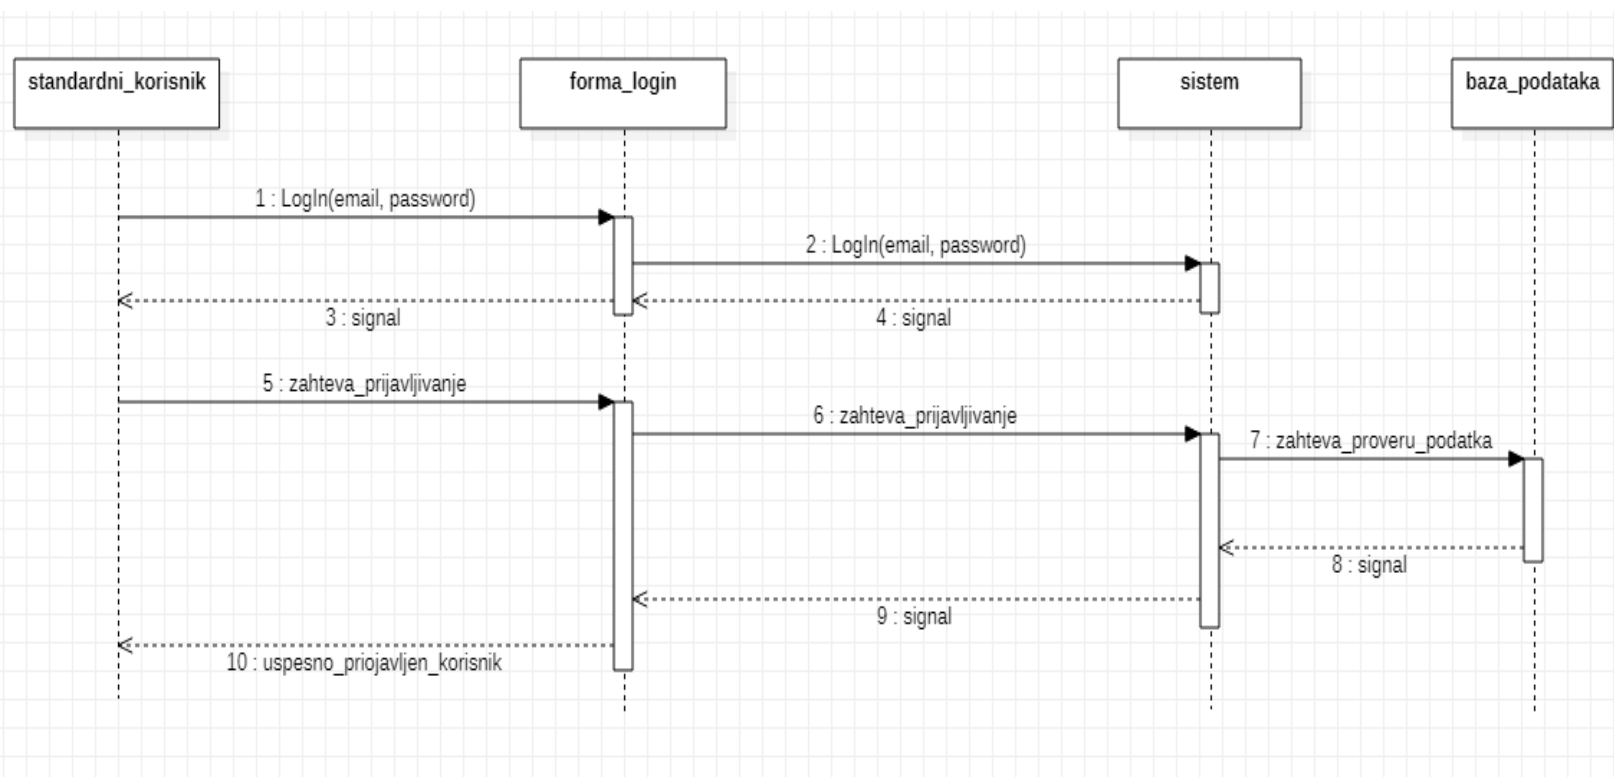 standardni_korisnik
forma_login
sistem
baza_podataka
1 : LogIn(email, password)
2 : LogIn(email, password)
3 : signal
4 : signal
5 : zahteva_prijavljivanje
6 : zahteva_prijavljivanje
7 : zahteva_proveru_podatka
8 : signal
9 : signal
10 : uspesno_priojavljen_korisnik